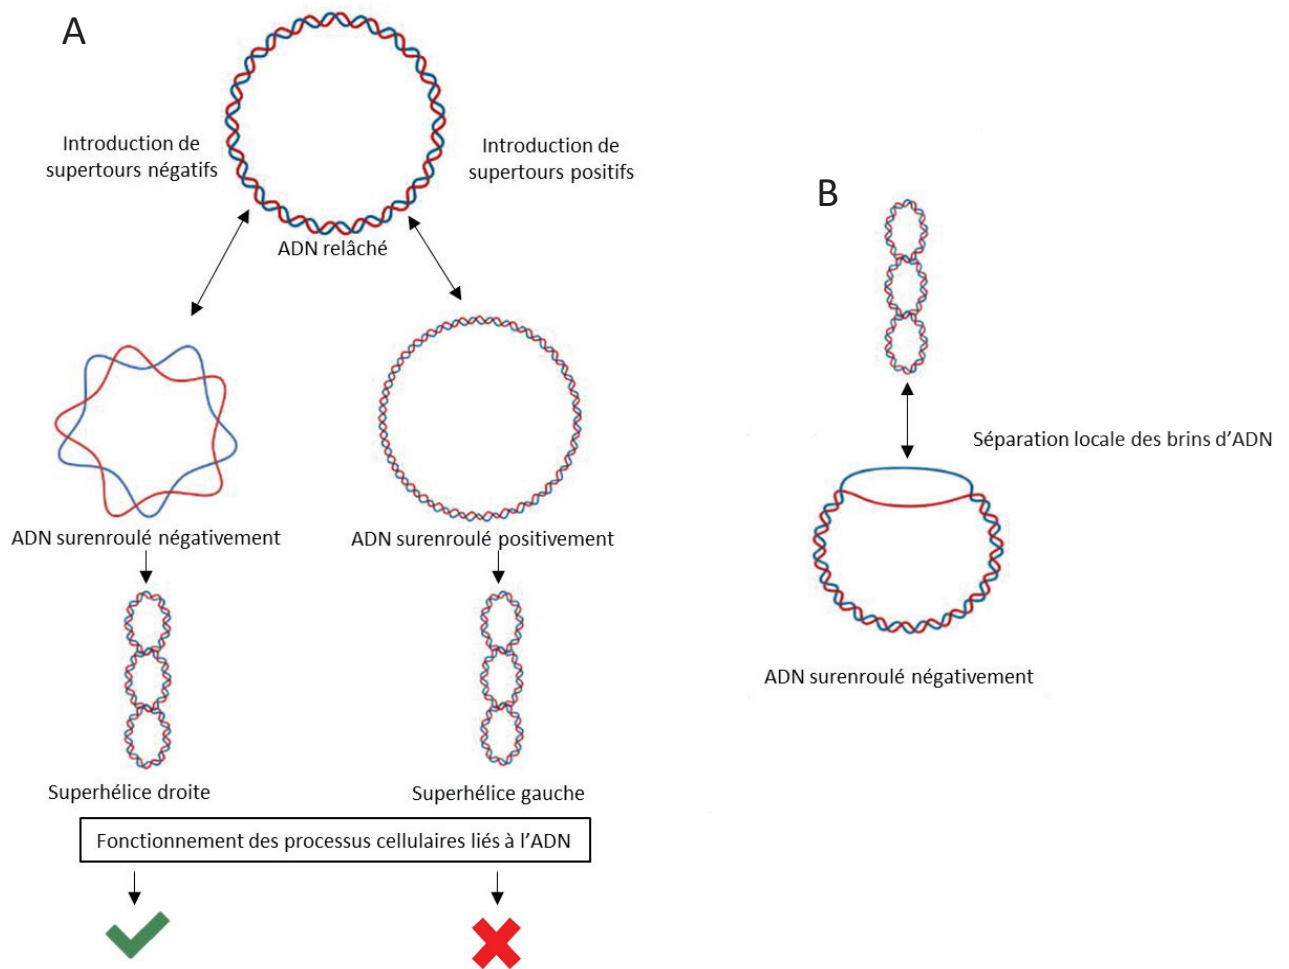 A
Introduction de
supertours négatifs
Introduction de
supertours positifs
ADN relâché
ADN surenroulé négativement
ADN surenroulé positivement
Superhélice droite
Superhélice gauche
Fonctionnement des processus cellulaires liés à l'ADN
B
Séparation locale des brins d'ADN
ADN surenroulé négativement